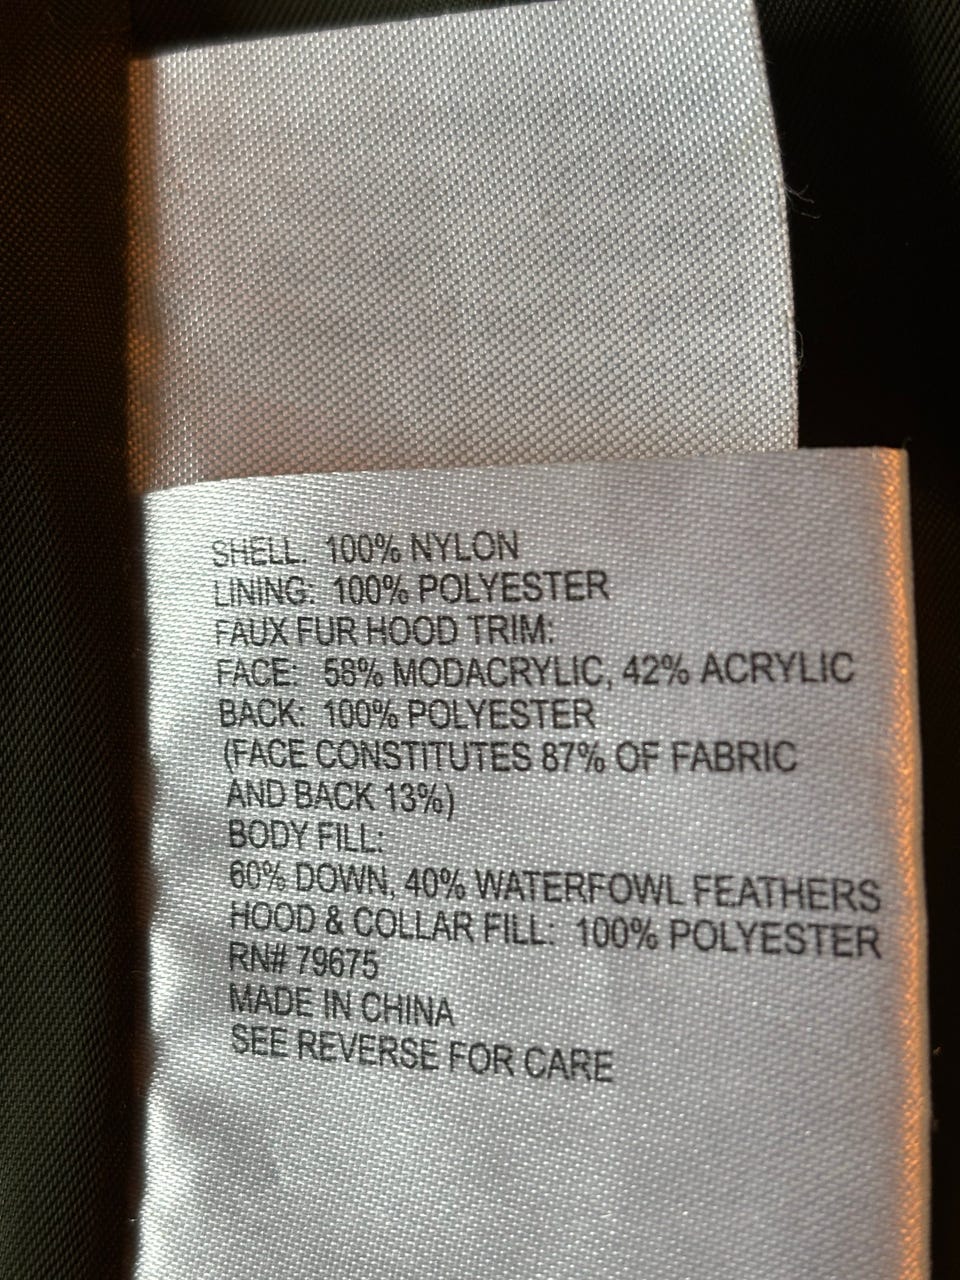 SHELL: 100% NYLON
LINING: 100% POLYESTER
FAUX FUR HOOD TRIM:
FACE: 58% MODACRYLIC, 42% ACRYLIC
BACK: 100% POLYESTER
(FACE CONSTITUTES 87% OF FABRIC
AND BACK 13%)
BODY FILL:
60% DOWN, 40% WATERFOWL FEATHERS
HOOD & COLLAR FILL: 100% POLYESTER
RN# 79675
MADE IN CHINA
SEE REVERSE FOR CARE